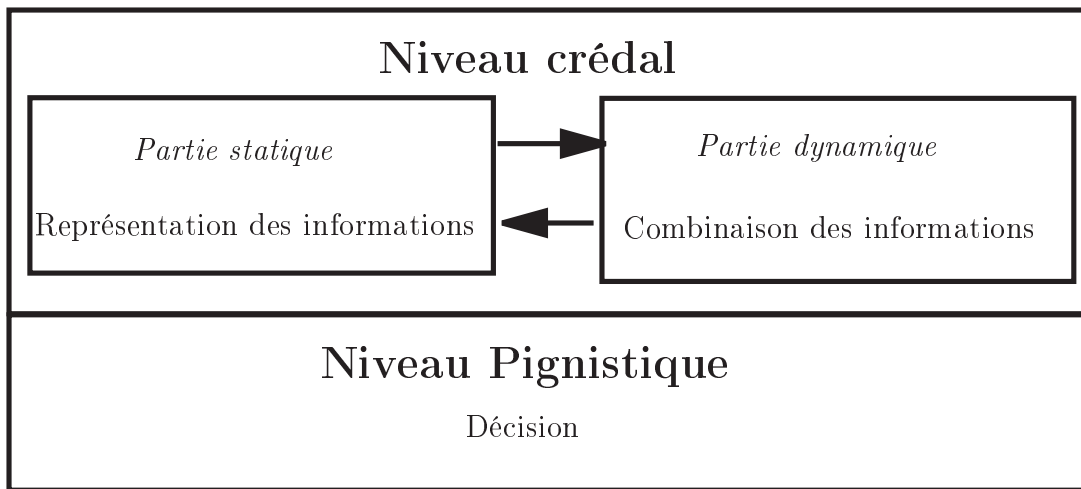 Niveau crédal
Partie statique
Partie dynamique
Représentation des informations
Combinaison des informations
Niveau Pignistique
Décision